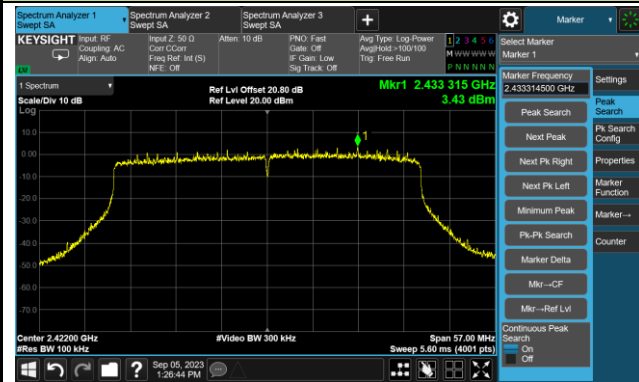 Spectrum Analyzer 1
Swept SA
Spectrum Analyzer 2
Swept SA
Spectrum Analyzer 3
Swept SA
+
Marker
KEYSIGHT
Input: RF
Coupling: AC
Align: Auto
Input Z: 50 Ω
Corr CCorr
Freq Ref: Int (S)
NFE: Off
Atten: 10 dB
PNO: Fast
Gate: Off
IF Gain: Low
Sig Track: Off
Avg Type: Log-Power
Avg|Hold:>100/100
Trig: Free Run
1 2 3 4 5 6
M W W W W W
P N N N N N
LW
Select Marker
Marker 1
1 Spectrum
Scale/Div 10 dB
Log
Ref Lvl Offset 20.80 dB
Ref Level 20.00 dBm
Mkr1 2.433 315 GHz
3.43 dBm
1
10.0
0.00
-10.0
-20.0
-30.0
-40.0
-50.0
-60.0
-70.0
Center 2.42200 GHz
#Res BW 100 kHz
#Video BW 300 kHz
Span 57.00 MHz
Sweep 5.60 ms (4001 pts)
Marker Frequency
2.433314500 GHz
Peak Search
Next Peak
Next Pk Right
Next Pk Left
Minimum Peak
Pk-Pk Search
Marker Delta
Mkr→CF
Mkr→Ref Lvl
Continuous Peak
Search
On
Off
Settings
Peak
Search
Pk Search
Config
Properties
Marker
Function
Marker→
Counter
?
Sep 05, 2023
1:26:44 PM